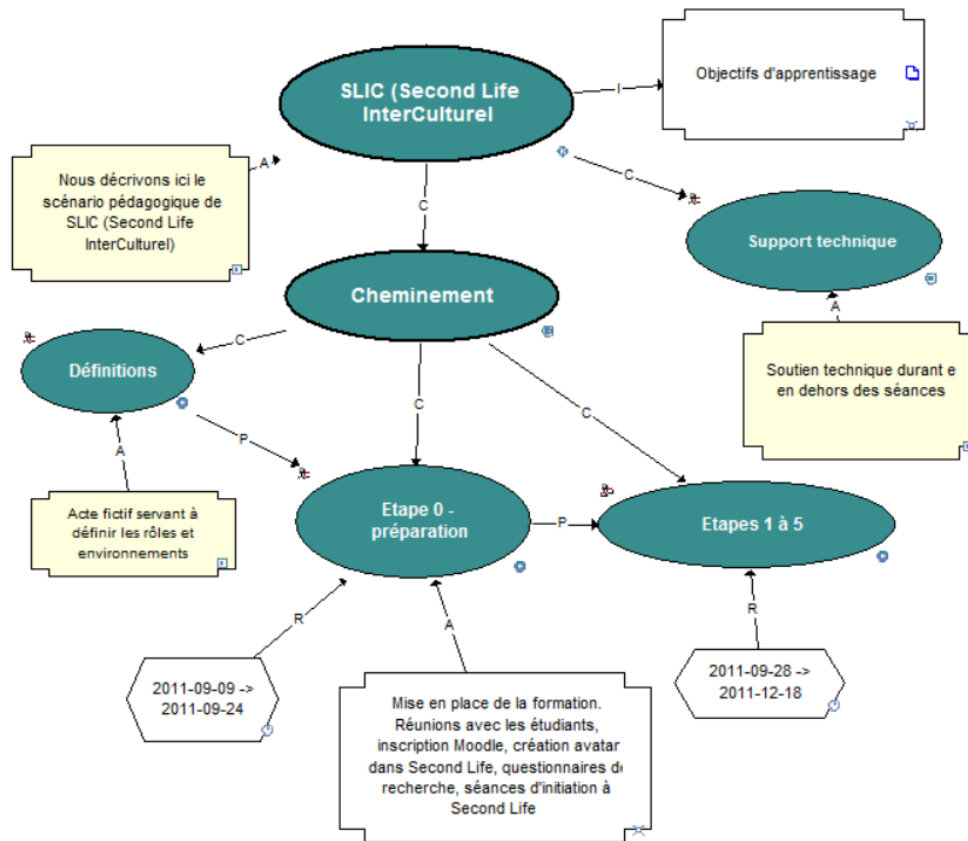 SLIC (Second Life
InterCulturel
I
Objectifs d'apprentissage
A
Nous décrivons ici le
scénario pédagogique de
SLIC (Second Life
InterCulturel)
C
C
Support technique
Cheminement
A
Soutien technique durant e
en dehors des séances
C
Définitions
C
C
P
A
Acte fictif servant à
définir les rôles et
environnements
Etape 0 -
préparation
P
Etapes 1 à 5
R
A
R
2011-09-09 ->
2011-09-24
Mise en place de la formation.
Réunions avec les étudiants,
inscription Moodle, création avatar
dans Second Life, questionnaires de
recherche, séances d'initiation à
Second Life
2011-09-28 ->
2011-12-18